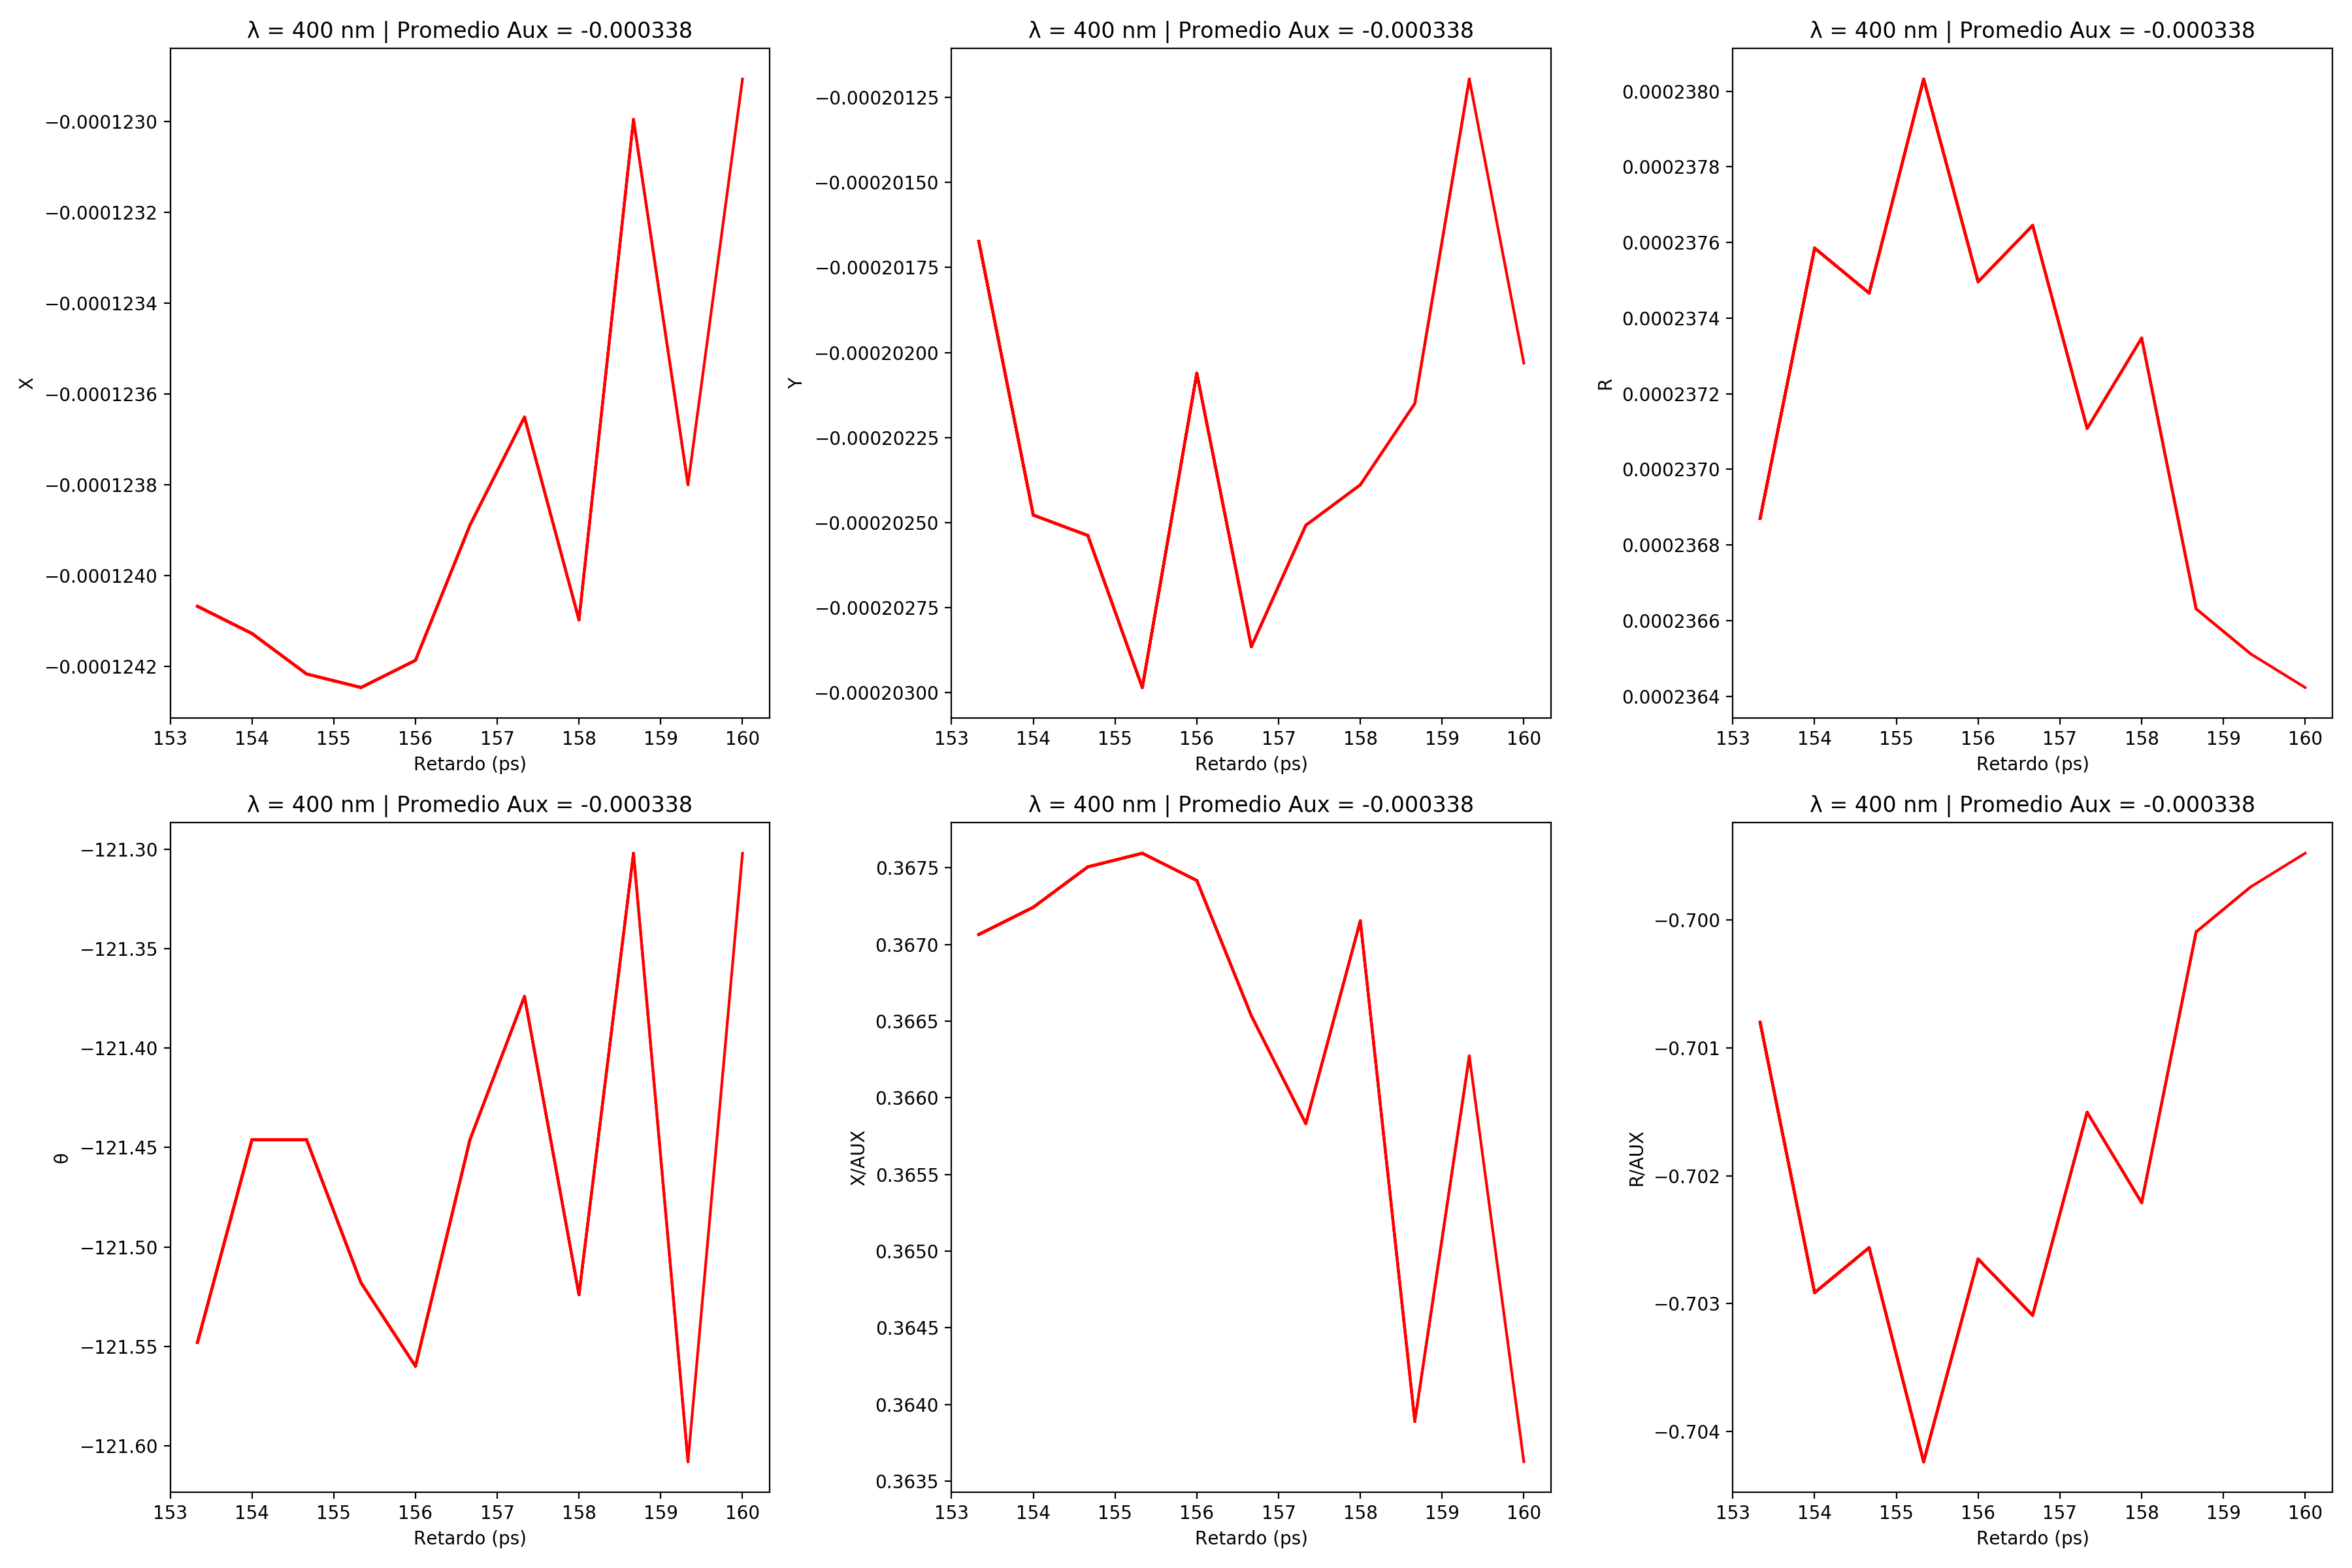 λ = 400 nm | Promedio Aux = -0.000338
X
−0.0001230
−0.0001232
−0.0001234
−0.0001236
−0.0001238
−0.0001240
−0.0001242
153 154 155 156 157 158 159 160
Retardo (ps)
λ = 400 nm | Promedio Aux = -0.000338
Y
−0.00020125
−0.00020150
−0.00020175
−0.00020200
−0.00020225
−0.00020250
−0.00020275
−0.00020300
153 154 155 156 157 158 159 160
Retardo (ps)
λ = 400 nm | Promedio Aux = -0.000338
R
0.0002380
0.0002378
0.0002376
0.0002374
0.0002372
0.0002370
0.0002368
0.0002366
0.0002364
153 154 155 156 157 158 159 160
Retardo (ps)
λ = 400 nm | Promedio Aux = -0.000338
θ
−121.30
−121.35
−121.40
−121.45
−121.50
−121.55
−121.60
153 154 155 156 157 158 159 160
Retardo (ps)
λ = 400 nm | Promedio Aux = -0.000338
X/AUX
0.3675
0.3670
0.3665
0.3660
0.3655
0.3650
0.3645
0.3640
0.3635
153 154 155 156 157 158 159 160
Retardo (ps)
λ = 400 nm | Promedio Aux = -0.000338
R/AUX
−0.700
−0.701
−0.702
−0.703
−0.704
153 154 155 156 157 158 159 160
Retardo (ps)